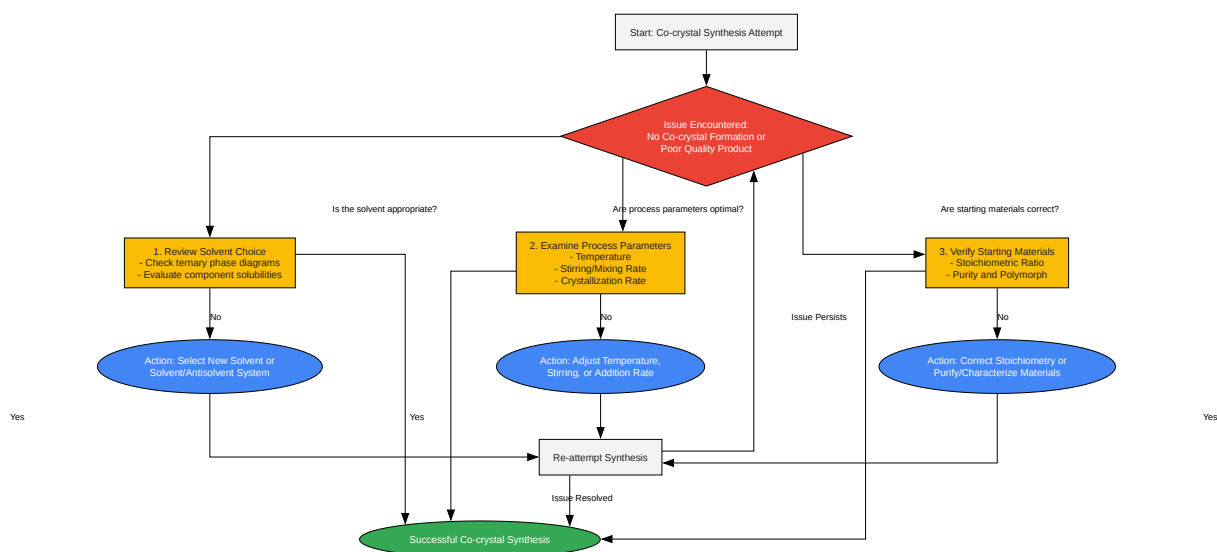 Start: Co-crystal Synthesis Attempt
Issue Encountered:
No Co-crystal Formation or
Poor Quality Product
Is the solvent appropriate?
Are process parameters optimal?
Are starting materials correct?
1. Review Solvent Choice
- Check ternary phase diagrams
- Evaluate component solubilities
2. Examine Process Parameters
- Temperature
- Stirring/Mixing Rate
- Crystallization Rate
3. Verify Starting Materials
- Stoichiometric Ratio
- Purity and Polymorph
No
No
Issue Persists
No
Action: Select New Solvent or
Solvent/Antisolvent System
Action: Adjust Temperature,
Stirring, or Addition Rate
Action: Correct Stoichiometry or
Purify/Characterize Materials
Yes
Yes
Yes
Re-attempt Synthesis
Issue Resolved
Successful Co-crystal Synthesis